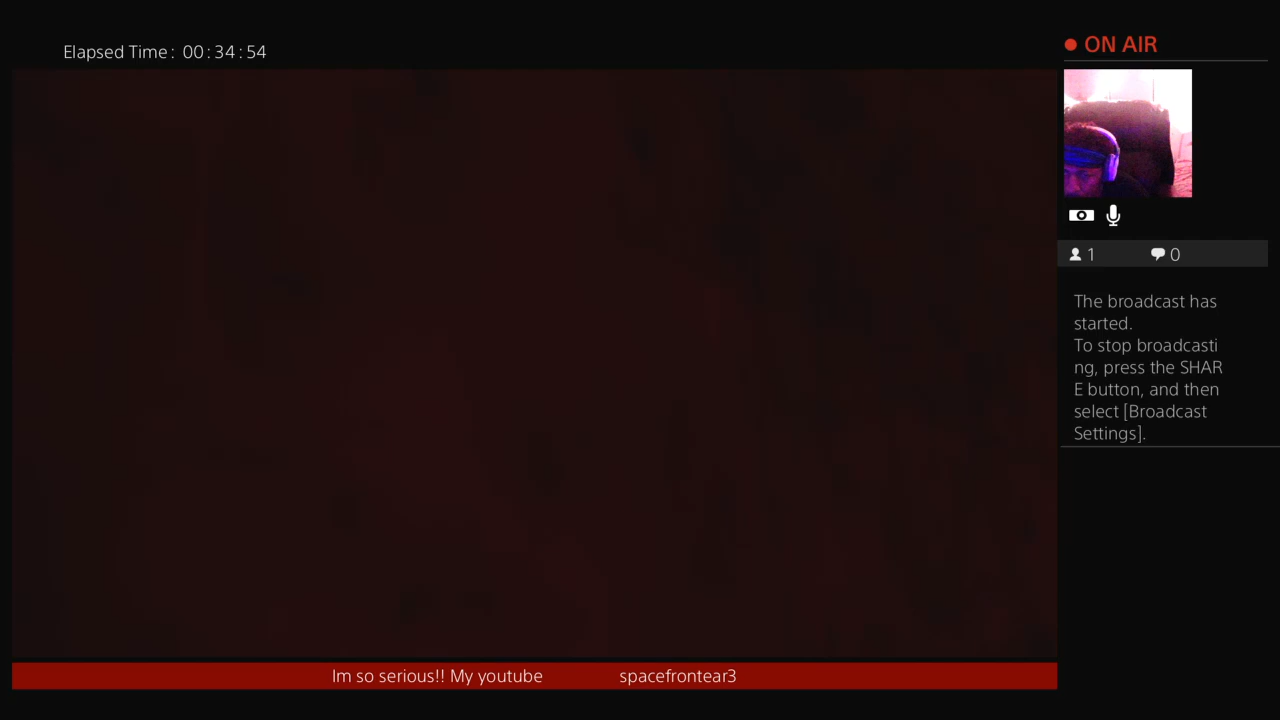 Elapsed Time: 00:34:54
ON AIR
1 0
The broadcast has
started.
To stop broadcasti
ng, press the SHAR
E button, and then
select [Broadcast
Settings].
Im so serious!! My youtube spacefrontear3